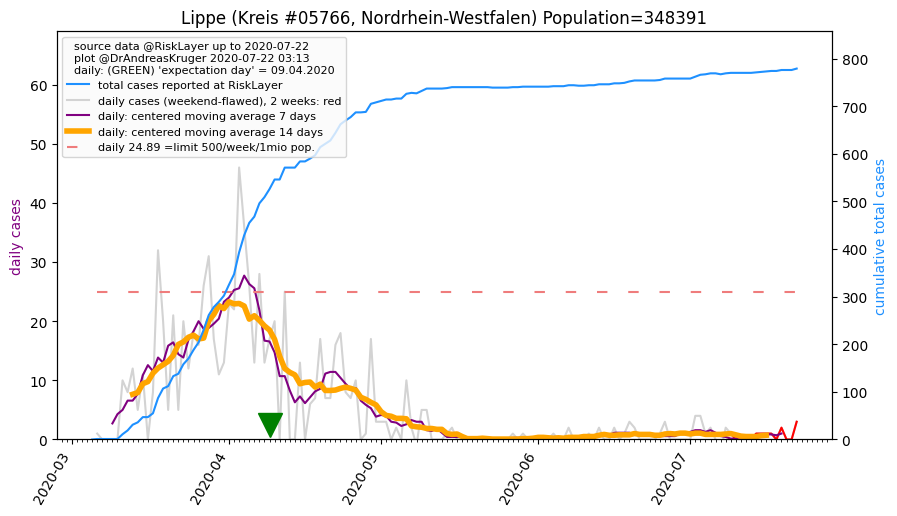 Lippe (Kreis #05766, Nordrhein-Westfalen) Population=348391
source data @RiskLayer up to 2020-07-22
plot @DrAndreasKruger 2020-07-22 03:13
daily: (GREEN) 'expectation day' = 09.04.2020
total cases reported at RiskLayer
daily cases (weekend-flawed), 2 weeks: red
daily: centered moving average 7 days
daily: centered moving average 14 days
daily 24.89 =limit 500/week/1mio pop.
daily cases
60
50
40
30
20
10
0
800
700
600
500
400
300
200
100
0
cumulative total cases
2020-03
2020-04
2020-05
2020-06
2020-07